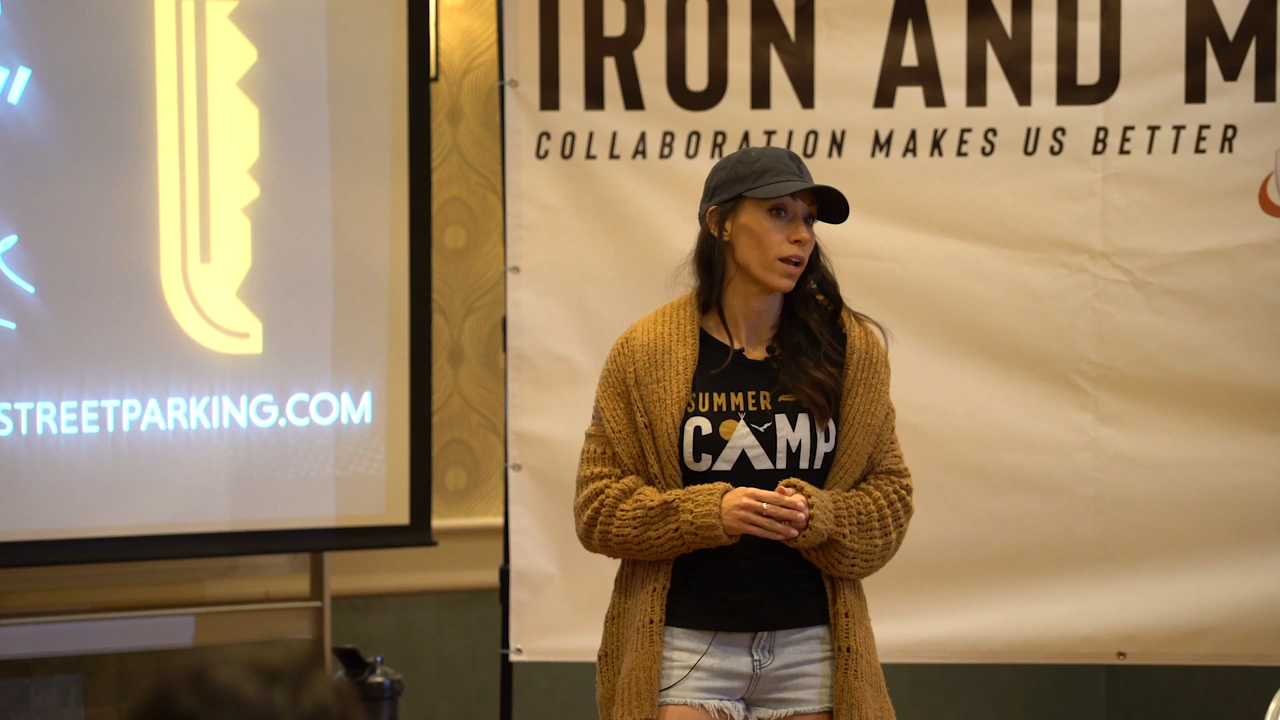 STREETPARKING.COM
IRON AND M
COLLABORATION MAKES US BETTER
SUMMER
CAMP